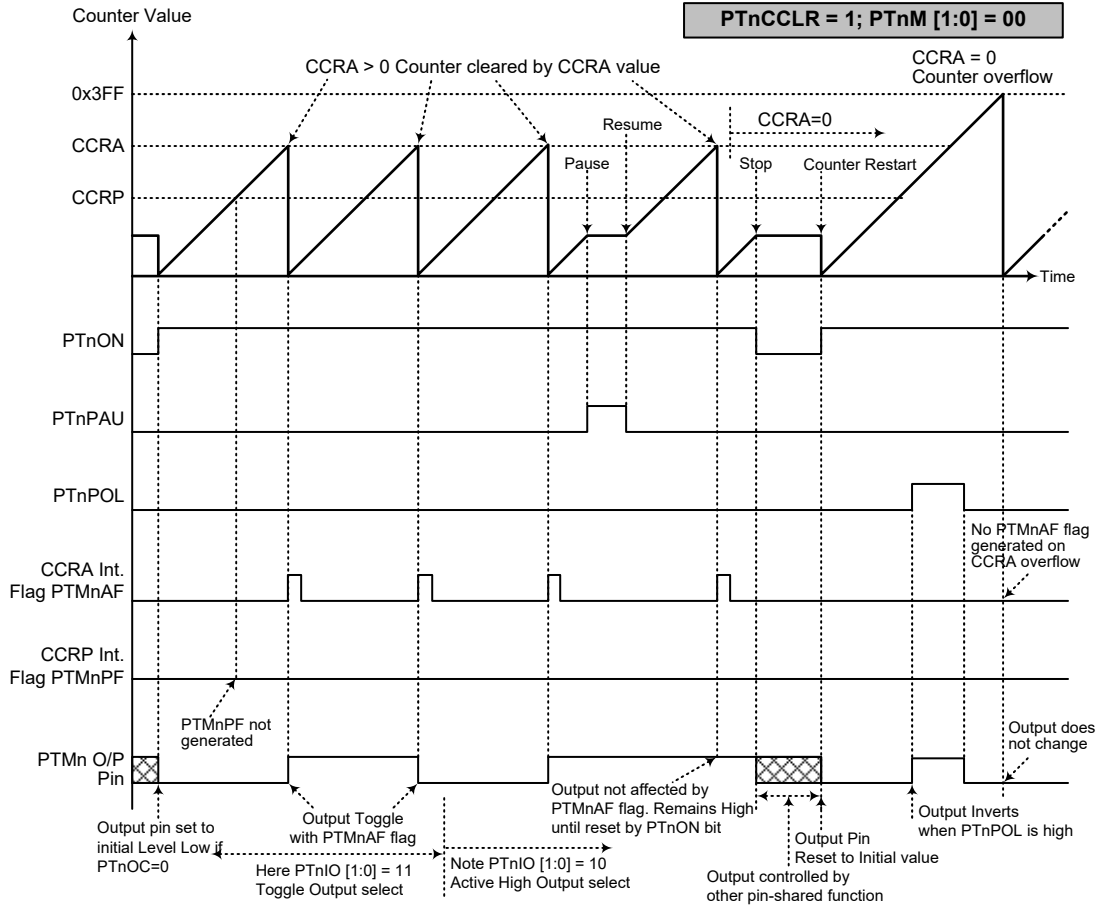 Counter Value
PTnCCLR = 1; PTnM [1:0] = 00
CCRA = 0
Counter overflow
CCRA > 0 Counter cleared by CCRA value
0x3FF
CCRA=0
Resume
CCRA
Pause
Stop
Counter Restart
CCRP
Time
PTnON
PTnPAU
PTnPOL
No PTMnAF flag
generated on
CCRA overflow
CCRA Int.
Flag PTMnAF
CCRP Int.
Flag PTMnPF
PTMnPF not
generated
Output does
not change
PTMn O/P
Pin
Output pin set to
initial Level Low if
PTnOC=0
Output Toggle
with PTMnAF flag
Output not affected by
PTMnAF flag. Remains High
until reset by PTnON bit
Output Inverts
when PTnPOL is high
Output Pin
Reset to Initial value
Here PTnIO [1:0] = 11
Toggle Output select
Note PTnIO [1:0] = 10
Active High Output select
Output controlled by
other pin-shared function